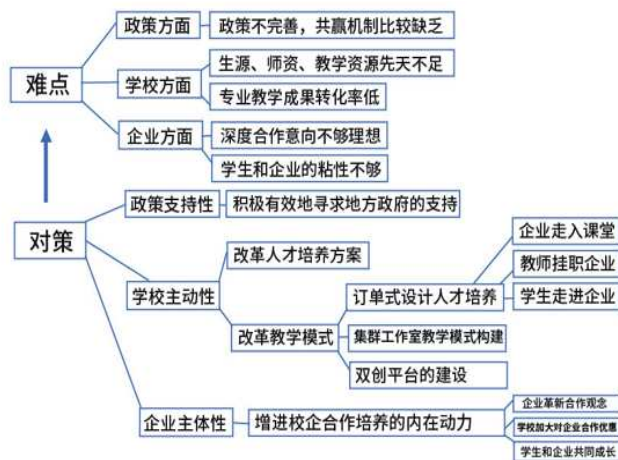 难点
政策方面
政策不完善，共赢机制比较缺乏
学校方面
生源、师资、教学资源先天不足
专业教学成果转化率低
企业方面
深度合作意向不够理想
学生和企业的粘性不够
对策
政策支持性
积极有效地寻求地方政府的支持
学校主动性
改革人才培养方案
改革教学模式
订单式设计人才培养
企业走入课堂
教师挂职企业
学生走进企业
集群工作室教学模式构建
双创平台的建设
企业主体性
增进校企合作培养的内在动力
企业革新合作观念
学校加大对企业合作优惠
学生和企业共同成长